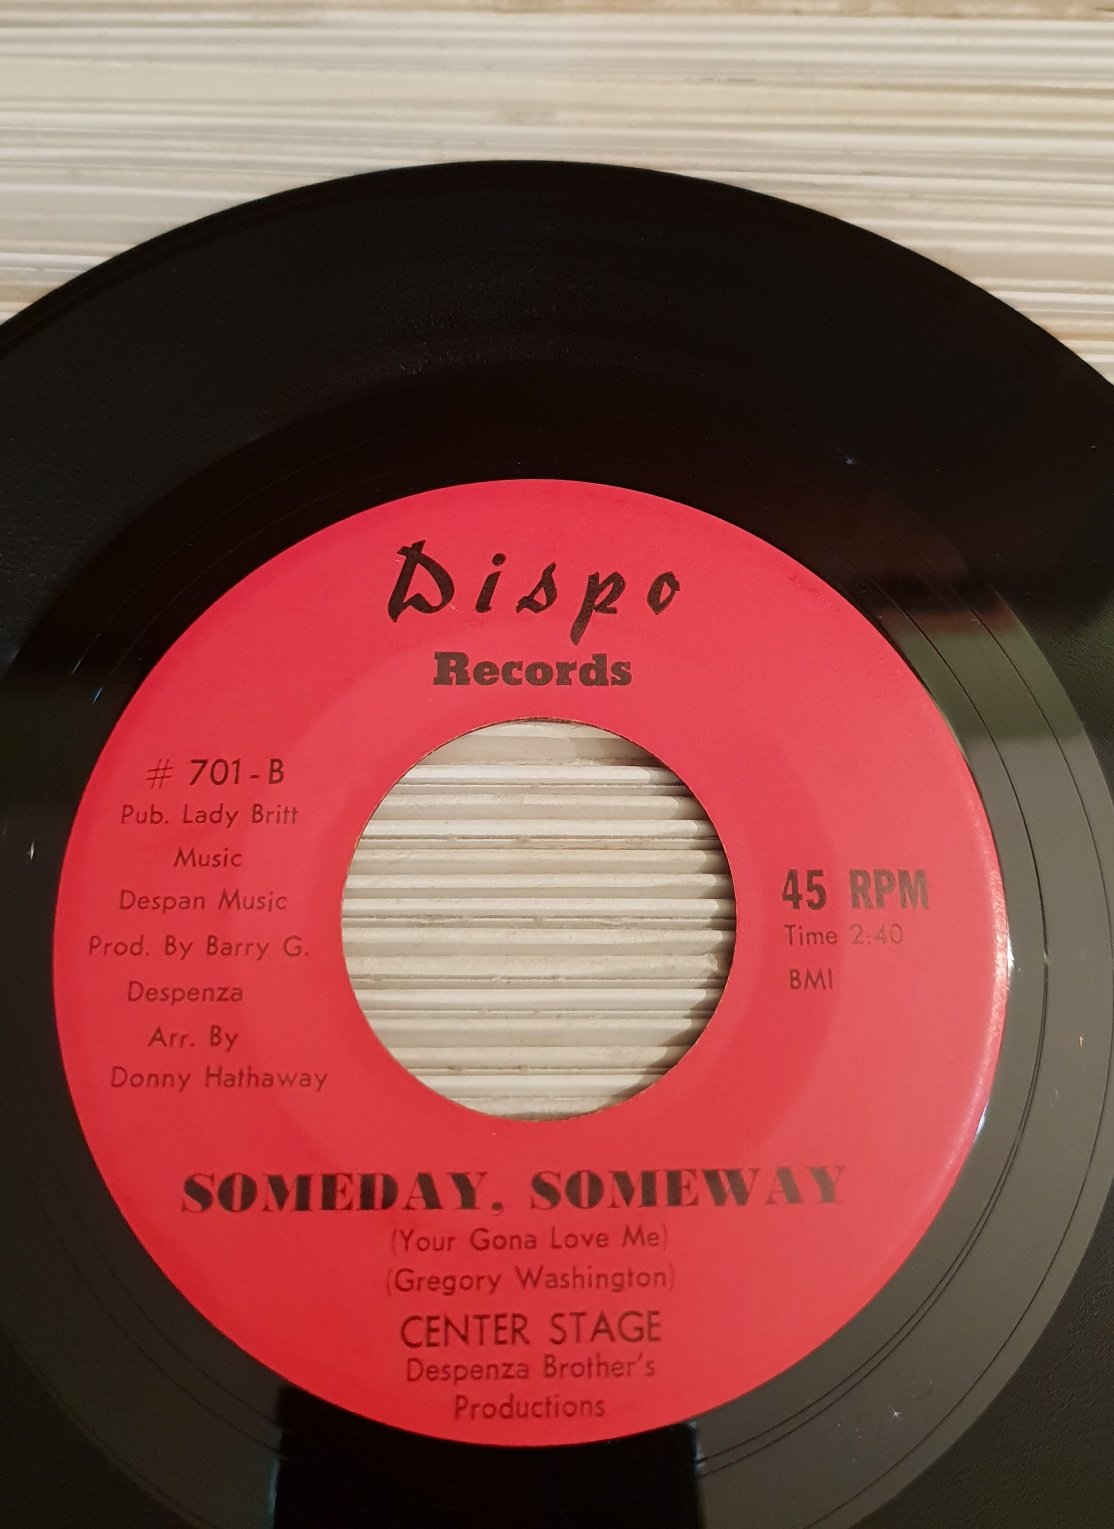 Dispo
Records
# 701-B
Pub. Lady Britt
Music
Despan Music
Prod. By Barry G.
Despenza
Arr. By
Donny Hathaway
45 RPM
Time 2:40
BMI
SOMEDAY, SOMEWAY
(Your Gona Love Me)
(Gregory Washington)
CENTER STAGE
Despenza Brother's
Productions